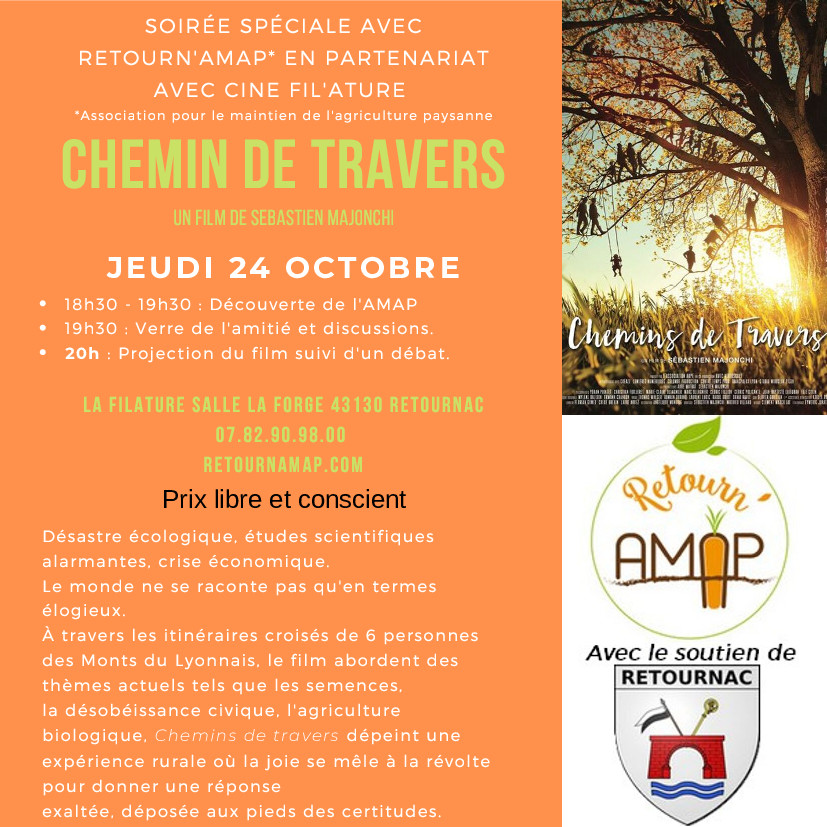 SOIRÉE SPÉCIALE AVEC
RETOURN'AMAP* EN PARTENARIAT
AVEC CINE FIL'ATURE
*Association pour le maintien de l'agriculture paysanne
CHEMIN DE TRAVERS
UN FILM DE SEBASTIEN MAJONCHI
JEUDI 24 OCTOBRE
• 18h30 - 19h30 : Découverte de l'AMAP
• 19h30 : Verre de l'amitié et discussions.
• 20h : Projection du film suivi d'un débat.
LA FILATURE SALLE LA FORGE 43130 RETOURNAC
07.82.90.98.00
RETOURNAMAP.COM
Prix libre et conscient
Désastre écologique, études scientifiques
alarmantes, crise économique.
Le monde ne se raconte pas qu'en termes
élogieux.
À travers les itinéraires croisés de 6 personnes
des Monts du Lyonnais, le film abordent des
thèmes actuels tels que les semences,
la désobéissance civique, l'agriculture
biologique, Chemins de travers dépeint une
expérience rurale où la joie se mêle à la révolte
pour donner une réponse
exaltée, déposée aux pieds des certitudes.
Chemins de Travers
UN FILM DE SÉBASTIEN MAJONCHI
Retourn'
AMAP
Avec le soutien de
RETOURNAC